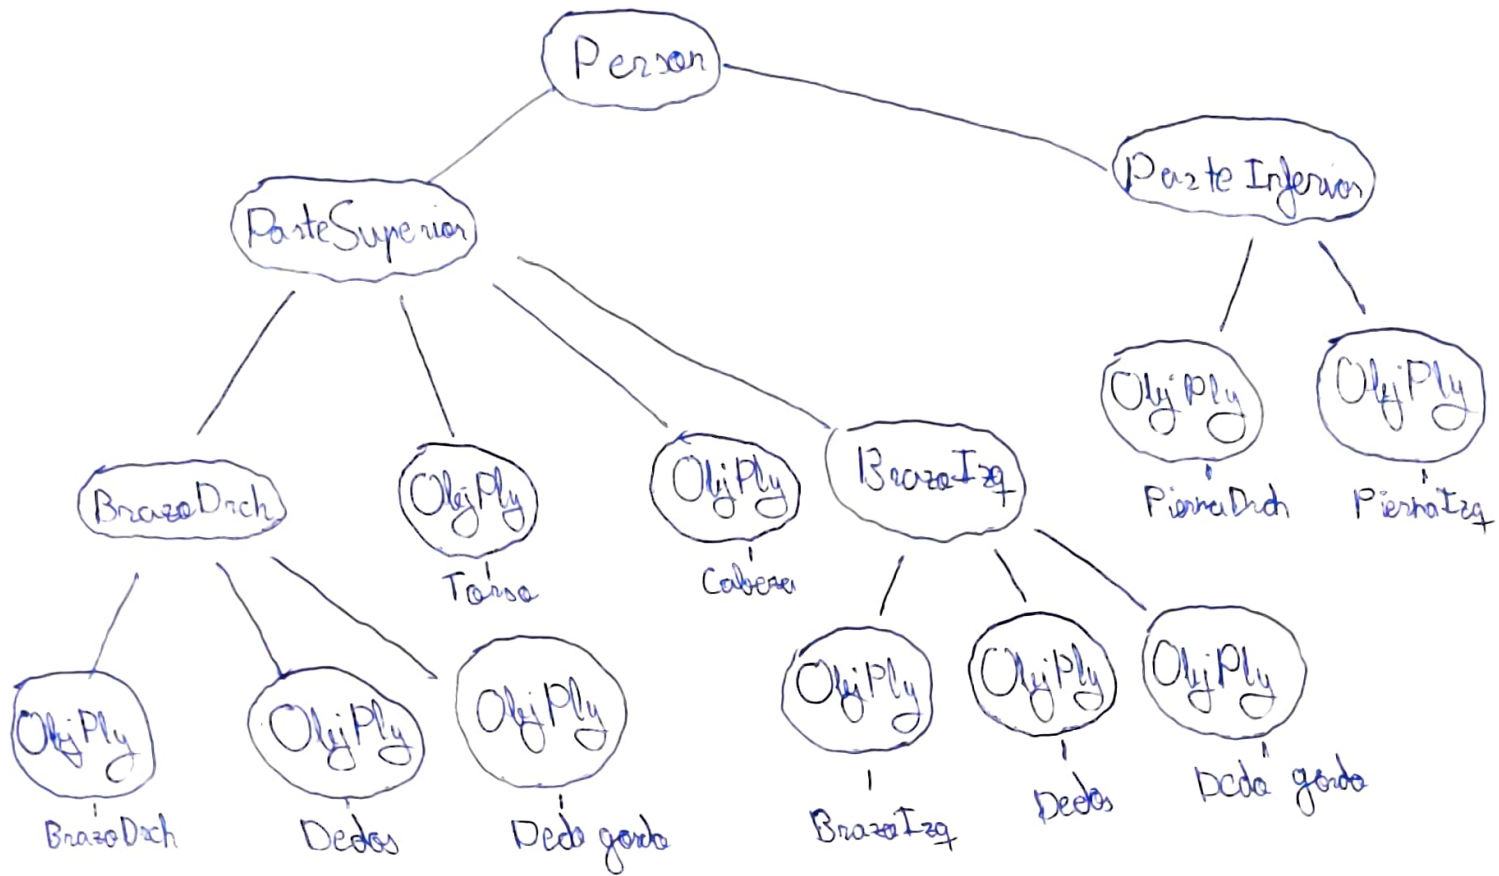 Person
Parte Inferior
ParteSuperior
ObjPly
ObjPly
PiernaDrch
PiernaIzq
BrazoDrch
ObjPly
Torso
ObjPly
Cabeza
BrazoIzq
ObjPly
BrazoDrch
ObjPly
Dedos
ObjPly
Dedo gordo
ObjPly
BrazoIzq
ObjPly
Dedos
ObjPly
Dedo gordo